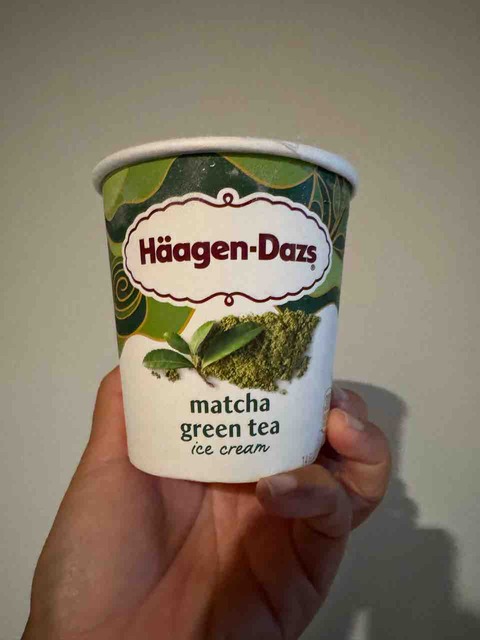 Häagen-Dazs®
matcha
green tea
ice cream